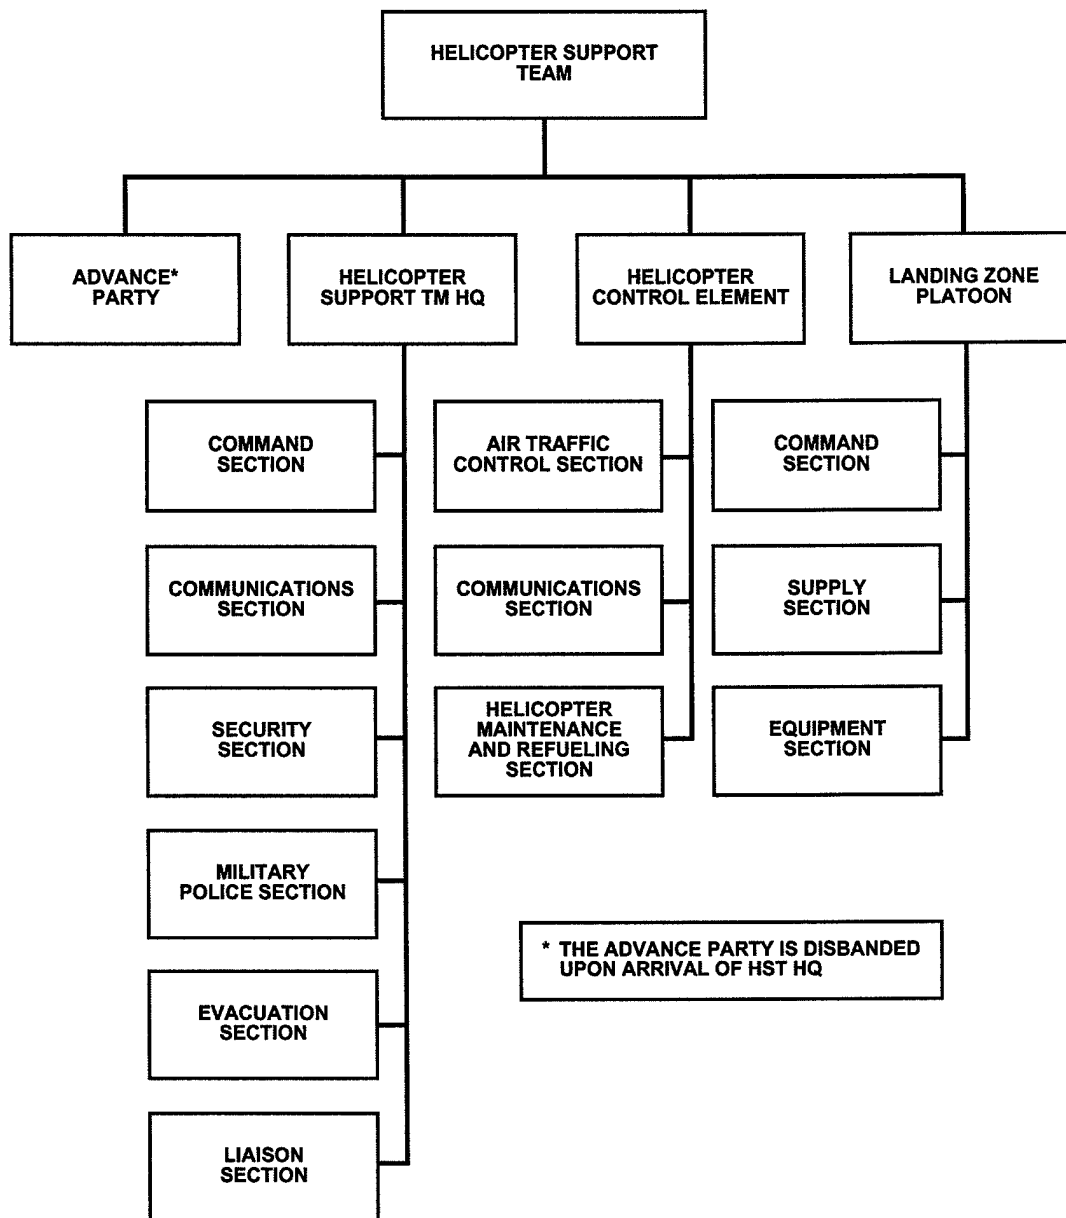 HELICOPTER SUPPORT
TEAM
ADVANCE*
PARTY
HELICOPTER
SUPPORT TM HQ
HELICOPTER
CONTROL ELEMENT
LANDING ZONE
PLATOON
COMMAND
SECTION
COMMUNICATIONS
SECTION
SECURITY
SECTION
MILITARY
POLICE SECTION
EVACUATION
SECTION
LIAISON
SECTION
AIR TRAFFIC
CONTROL SECTION
COMMUNICATIONS
SECTION
HELICOPTER
MAINTENANCE
AND REFUELING
SECTION
COMMAND
SECTION
SUPPLY
SECTION
EQUIPMENT
SECTION
* THE ADVANCE PARTY IS DISBANDED
UPON ARRIVAL OF HST HQ